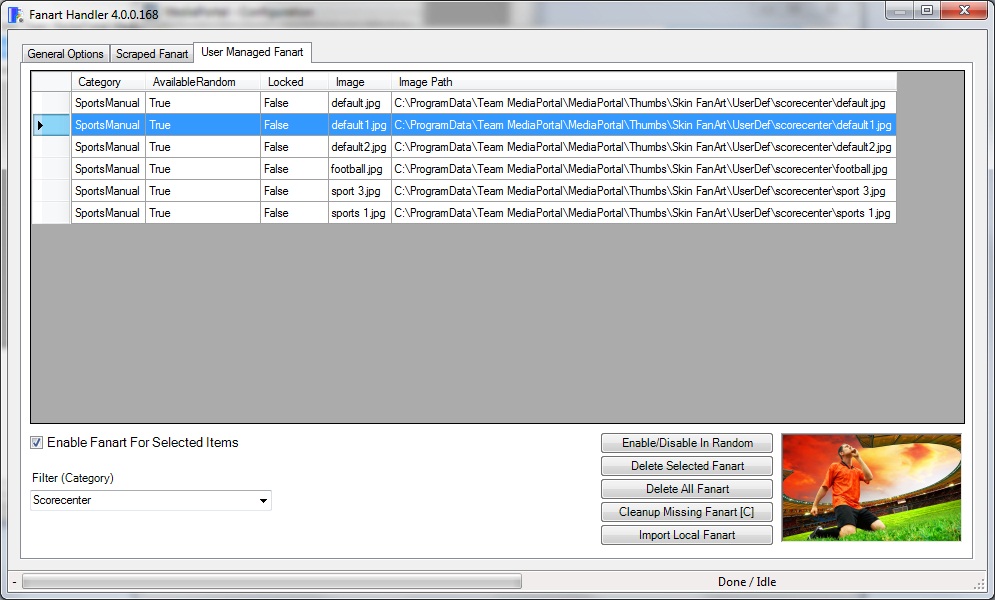 Fanart Handler 4.0.0.168
General Options Scraped Fanart User Managed Fanart
Category AvailableRandom Locked Image Image Path
SportsManual True False default.jpg C:\ProgramData\Team MediaPortal\MediaPortal\Thumbs\Skin FanArt\UserDef\scorecenter\default.jpg
SportsManual True False default1.jpg C:\ProgramData\Team MediaPortal\MediaPortal\Thumbs\Skin FanArt\UserDef\scorecenter\default1.jpg
SportsManual True False default2.jpg C:\ProgramData\Team MediaPortal\MediaPortal\Thumbs\Skin FanArt\UserDef\scorecenter\default2.jpg
SportsManual True False football.jpg C:\ProgramData\Team MediaPortal\MediaPortal\Thumbs\Skin FanArt\UserDef\scorecenter\football.jpg
SportsManual True False sport 3.jpg C:\ProgramData\Team MediaPortal\MediaPortal\Thumbs\Skin FanArt\UserDef\scorecenter\sport 3.jpg
SportsManual True False sports 1.jpg C:\ProgramData\Team MediaPortal\MediaPortal\Thumbs\Skin FanArt\UserDef\scorecenter\sports 1.jpg
Enable Fanart For Selected Items
Filter (Category)
Scorecenter
Enable/Disable In Random
Delete Selected Fanart
Delete All Fanart
Cleanup Missing Fanart [C]
Import Local Fanart
- Done / Idle